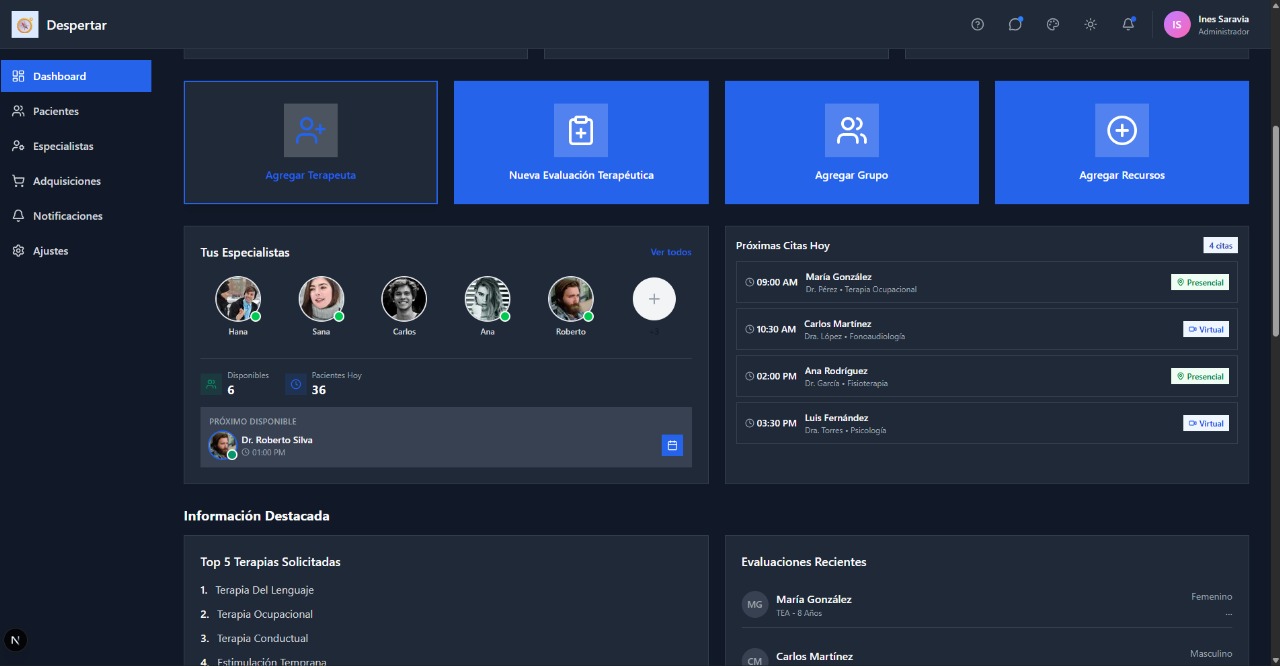 Despertar
IS
Ines Saravia
Administrador
Dashboard
Pacientes
Especialistas
Adquisiciones
Notificaciones
Ajustes
Agregar Terapeuta
Nueva Evaluación Terapéutica
Agregar Grupo
Agregar Recursos
Tus Especialistas
Ver todos
Hana
Sana
Carlos
Ana
Roberto
Disponibles
6
Pacientes Hoy
36
PRÓXIMO DISPONIBLE
Dr. Roberto Silva
01:00 PM
Próximas Citas Hoy
4 citas
09:00 AM
María González
Dr. Pérez • Terapia Ocupacional
Presencial
10:30 AM
Carlos Martínez
Dra. López • Fonoaudiología
Virtual
02:00 PM
Ana Rodríguez
Dr. García • Fisioterapia
Presencial
03:30 PM
Luis Fernández
Dra. Torres • Psicología
Virtual
Información Destacada
Top 5 Terapias Solicitadas
1. Terapia Del Lenguaje
2. Terapia Ocupacional
3. Terapia Conductual
4. Estimulación Temprana
Evaluaciones Recientes
MG
María González
TEA - 8 Años
Femenino
...
CM
Carlos Martínez
Masculino
N